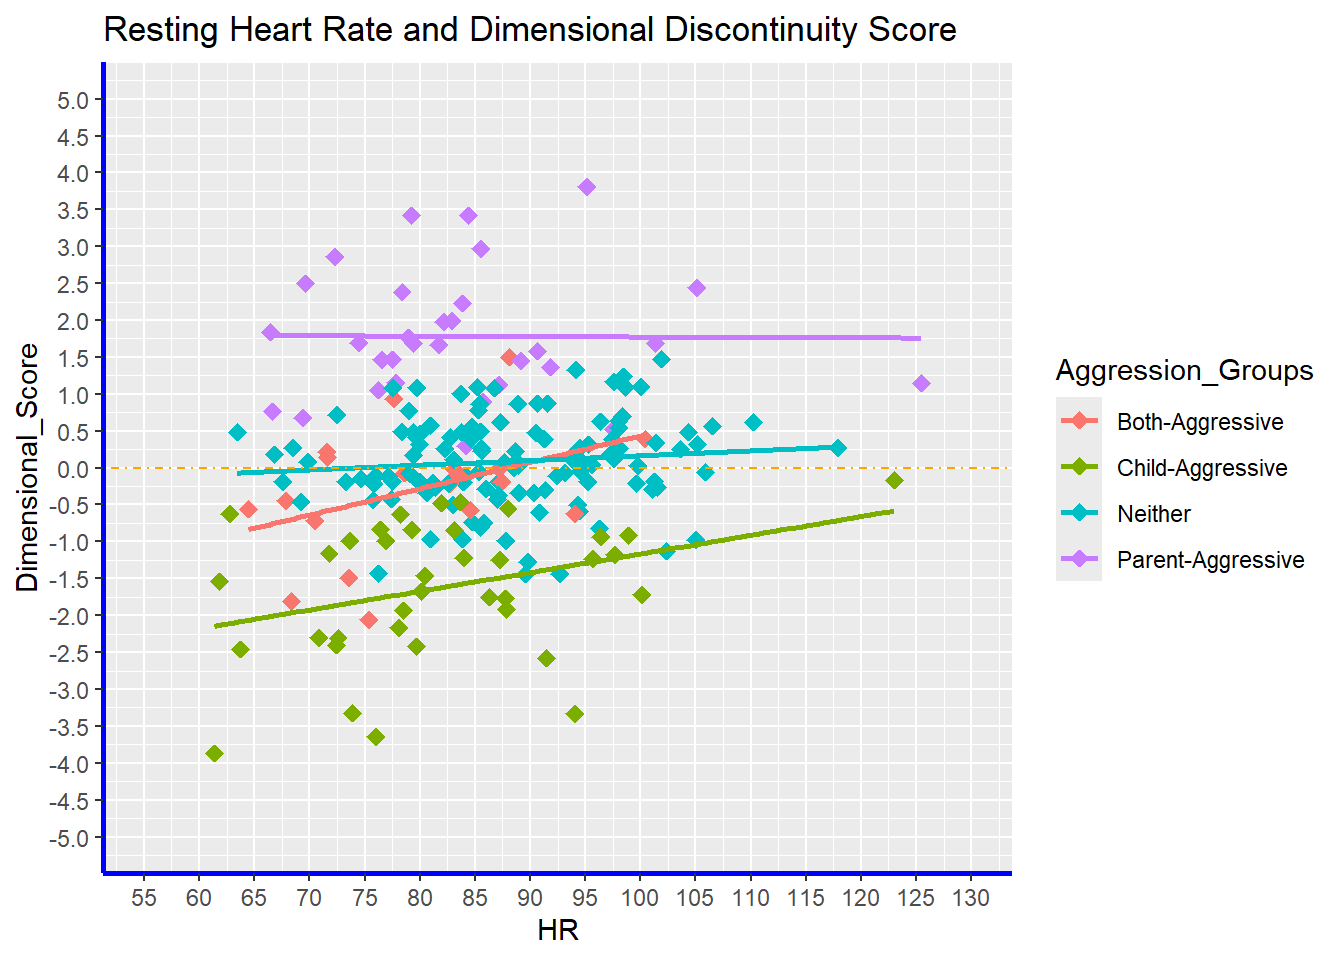 Resting Heart Rate and Dimensional Discontinuity Score
Dimensional_Score
5.0
4.5
4.0
3.5
3.0
2.5
2.0
1.5
1.0
0.5
0.0
-0.5
-1.0
-1.5
-2.0
-2.5
-3.0
-3.5
-4.0
-4.5
-5.0
55 60 65 70 75 80 85 90 95 100 105 110 115 120 125 130
HR
Aggression_Groups
Both-Aggressive
Child-Aggressive
Neither
Parent-Aggressive